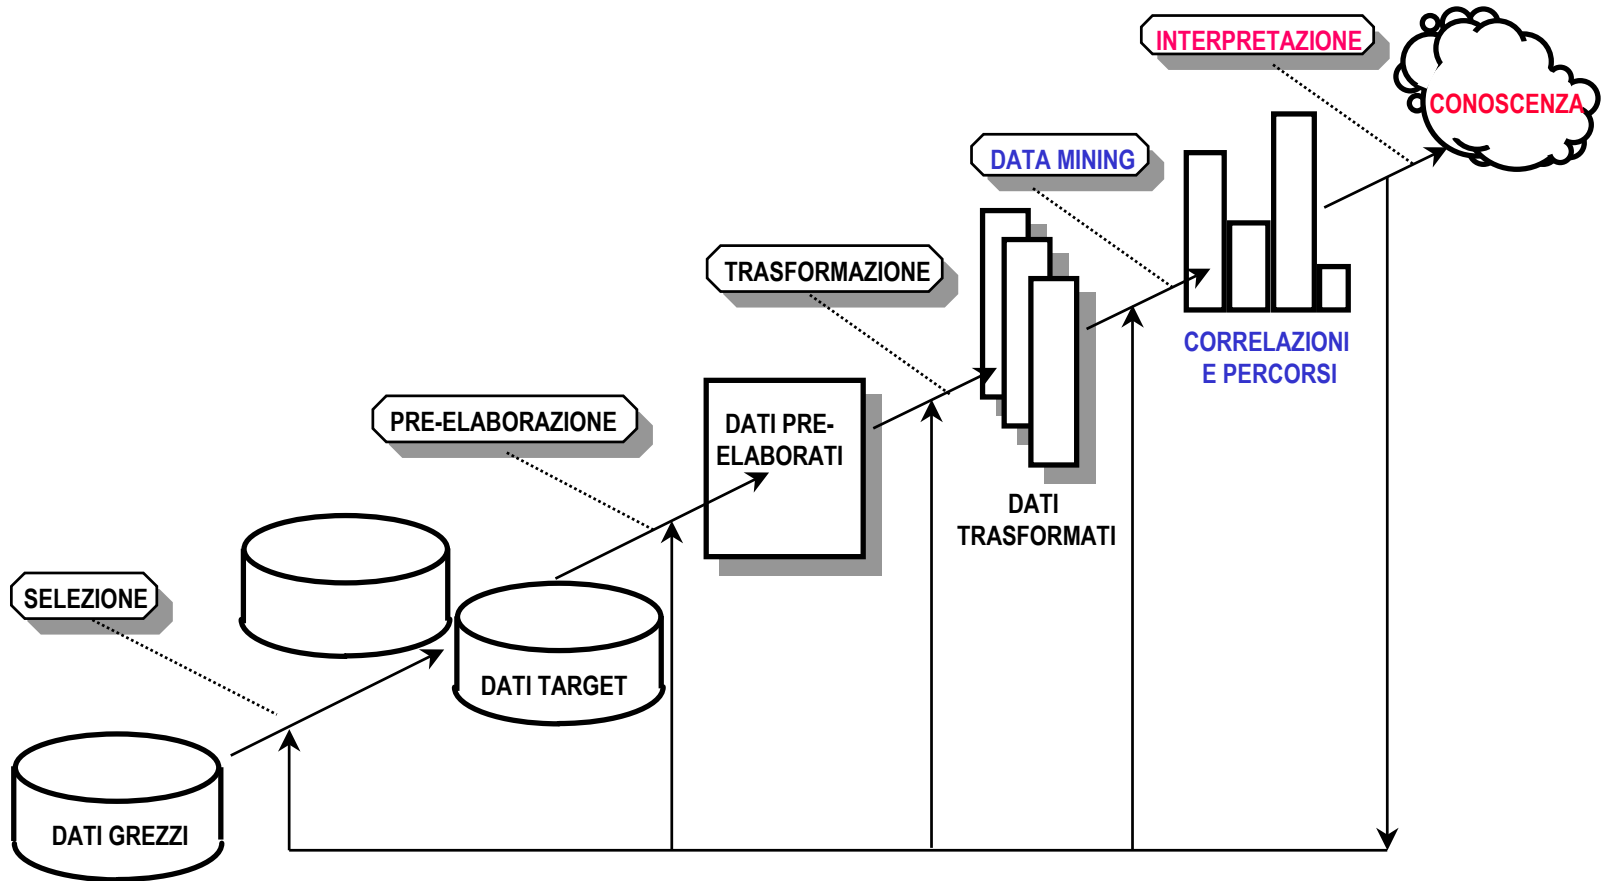 INTERPRETAZIONE
CONOSCENZA
DATA MINING
TRASFORMAZIONE
CORRELAZIONI
E PERCORSI
PRE-ELABORAZIONE
DATI PRE-
ELABORATI
DATI
TRASFORMATI
SELEZIONE
DATI TARGET
DATI GREZZI